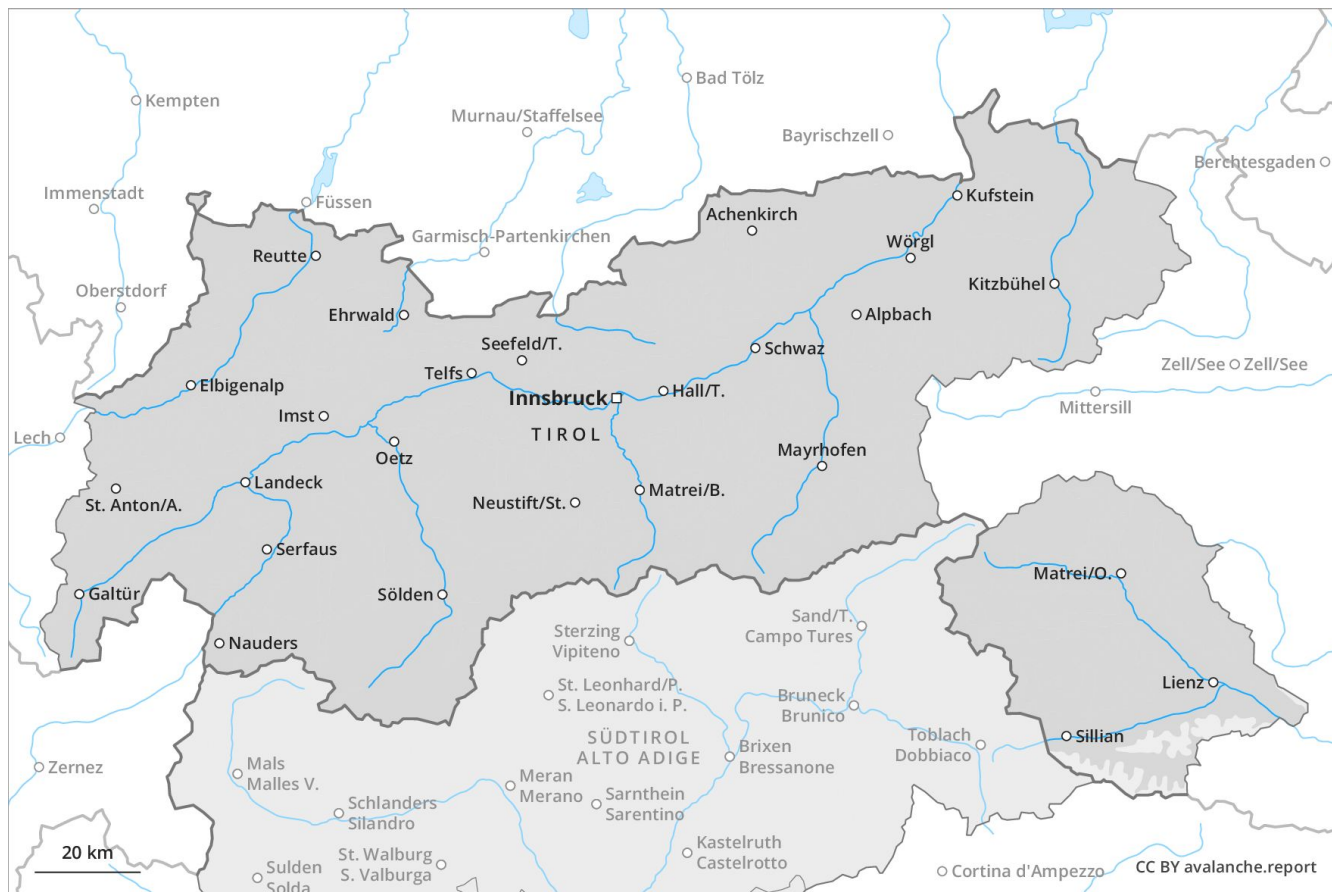 Bad Tölz
Kempten
Murnau/Staffelsee
Bayrischzell
Berchtesgaden
Immenstadt
Füssen
Kufstein
Achenkirch
Garmisch-Partenkirchen
Wörgl
Reutte
Kitzbühel
Oberstdorf
Ehrwald
Alpbach
Seefeld/T.
Schwaz
Telfs
Zell/See
Zell/See
Elbigenalp
Hall/T.
Innsbruck
Mittersill
Imst
Lech
TIROL
Oetz
Mayrhofen
Landeck
Matrei/B.
St. Anton/A.
Neustift/St.
Serfaus
Matrei/O.
Galtür
Sölden
Sand/T.
Campo Tures
Sterzing
Vipiteno
Nauders
Lienz
St. Leonhard/P.
S. Leonardo i. P.
Bruneck
Brunico
SÜDTIROL
ALTO ADIGE
Toblach
Dobbiaco
Sillian
Brixen
Bressanone
Zernez
Mals
Malles V.
Meran
Merano
Sarnthein
Sarentino
Schlanders
Silandro
Kastelruth
Castelrotto
20 km
St. Walburg
S. Valburga
Sulden
Solda
Cortina d'Ampezzo
CC BY avalanche.report